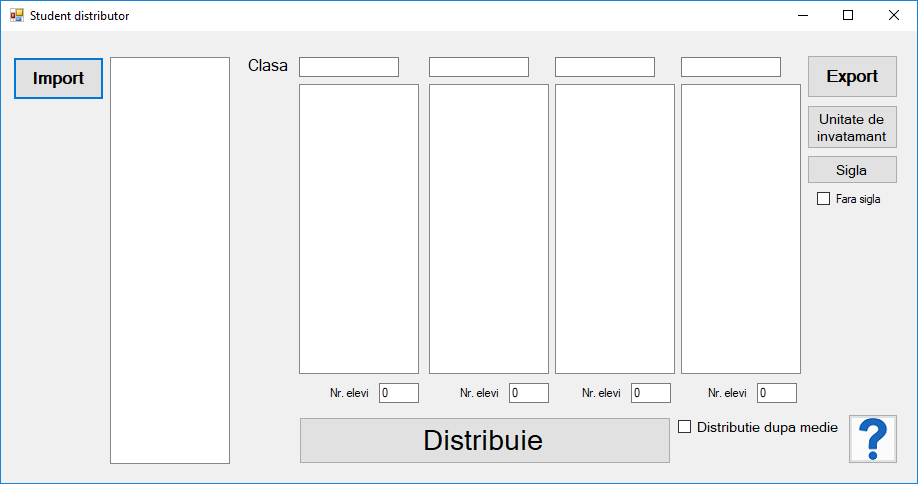 Student distributor
Import
Clasa
Export
Unitate de
invatamant
Sigla
Fara sigla
Nr. elevi 0 Nr. elevi 0 Nr. elevi 0 Nr. elevi 0
Distribuie
Distributie dupa medie
?